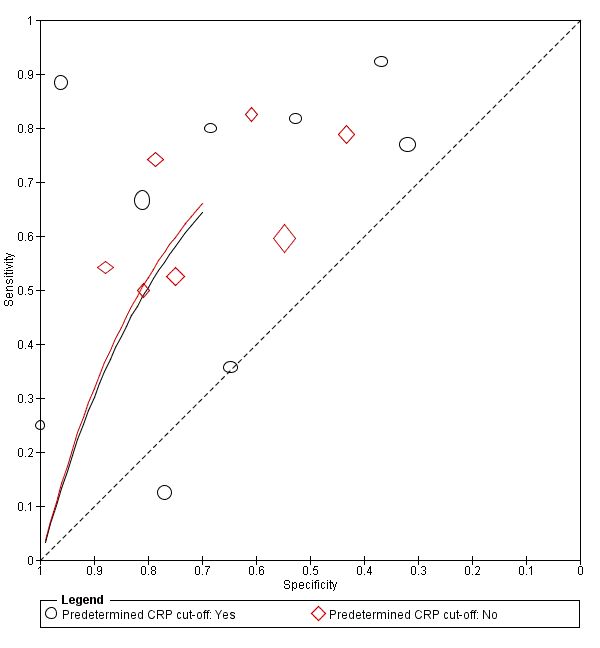 1
0.9
0.8
0.7
0.6
0.5
0.4
0.3
0.2
0.1
0
Sensitivity
1 0.9 0.8 0.7 0.6 0.5 0.4 0.3 0.2 0.1 0
Specificity
Legend
Predetermined CRP cut-off: Yes Predetermined CRP cut-off: No